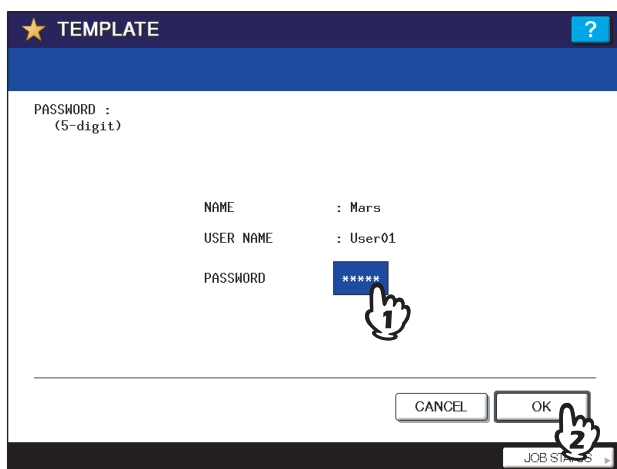 TEMPLATE ?
PASSWORD :
(5-digit)
NAME : Mars
USER NAME : User01
PASSWORD *****
1
CANCEL OK
2
JOB STATUS